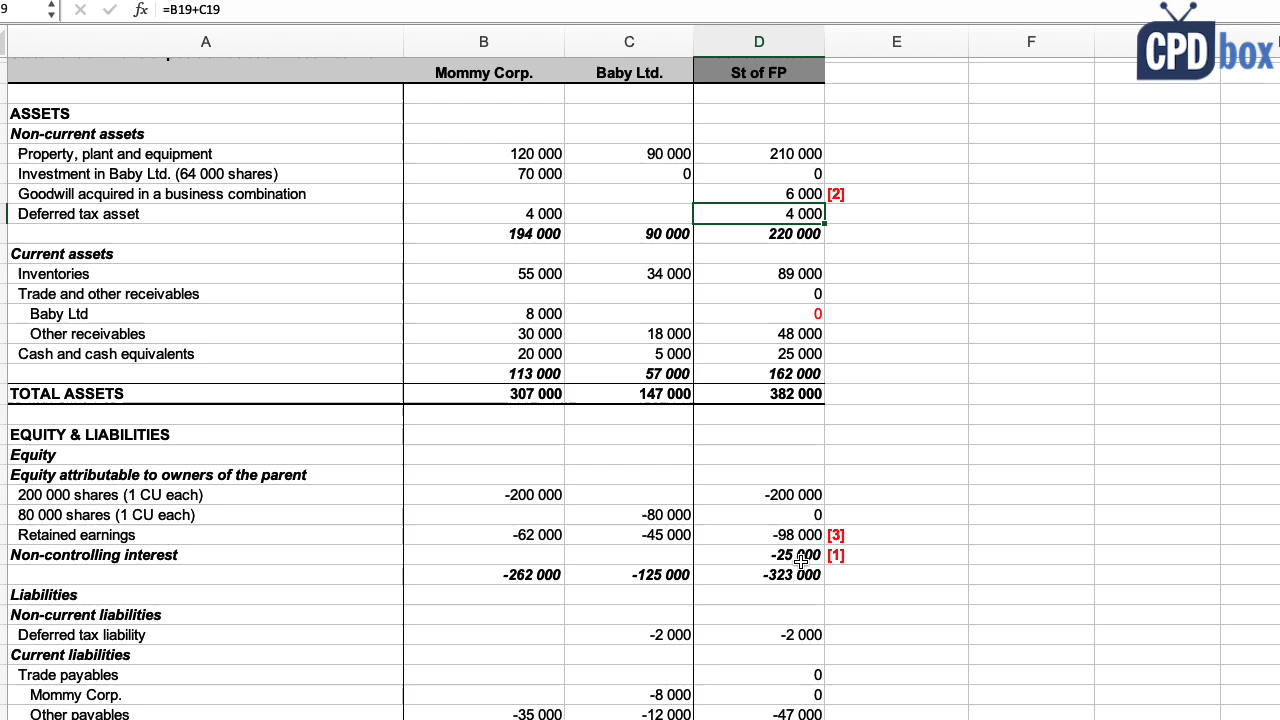 9 fx =B19+C19
A B C D E F
CPD box
Mommy Corp. Baby Ltd. St of FP
ASSETS
Non-current assets
Property, plant and equipment 120 000 90 000 210 000
Investment in Baby Ltd. (64 000 shares) 70 000 0 0
Goodwill acquired in a business combination 6 000 [2]
Deferred tax asset 4 000 4 000
194 000 90 000 220 000
Current assets
Inventories 55 000 34 000 89 000
Trade and other receivables 0
Baby Ltd 8 000 0
Other receivables 30 000 18 000 48 000
Cash and cash equivalents 20 000 5 000 25 000
113 000 57 000 162 000
TOTAL ASSETS 307 000 147 000 382 000
EQUITY & LIABILITIES
Equity
Equity attributable to owners of the parent
200 000 shares (1 CU each) -200 000 -200 000
80 000 shares (1 CU each) -80 000 0
Retained earnings -62 000 -45 000 -98 000 [3]
Non-controlling interest -25 000 [1]
-262 000 -125 000 -323 000
Liabilities
Non-current liabilities
Deferred tax liability -2 000 -2 000
Current liabilities
Trade payables 0
Mommy Corp. -8 000 0
Other payables -35 000 -12 000 -47 000